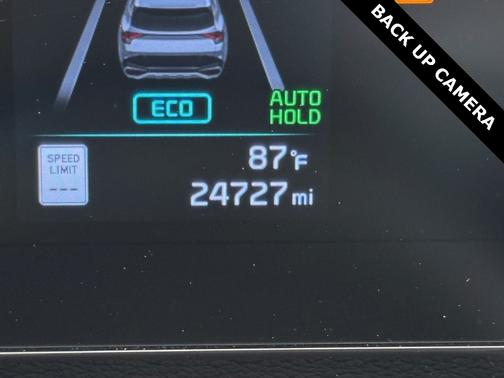 BACK UP CAMERA
ECO
AUTO
HOLD
SPEED
LIMIT
---
87°F
24727 mi